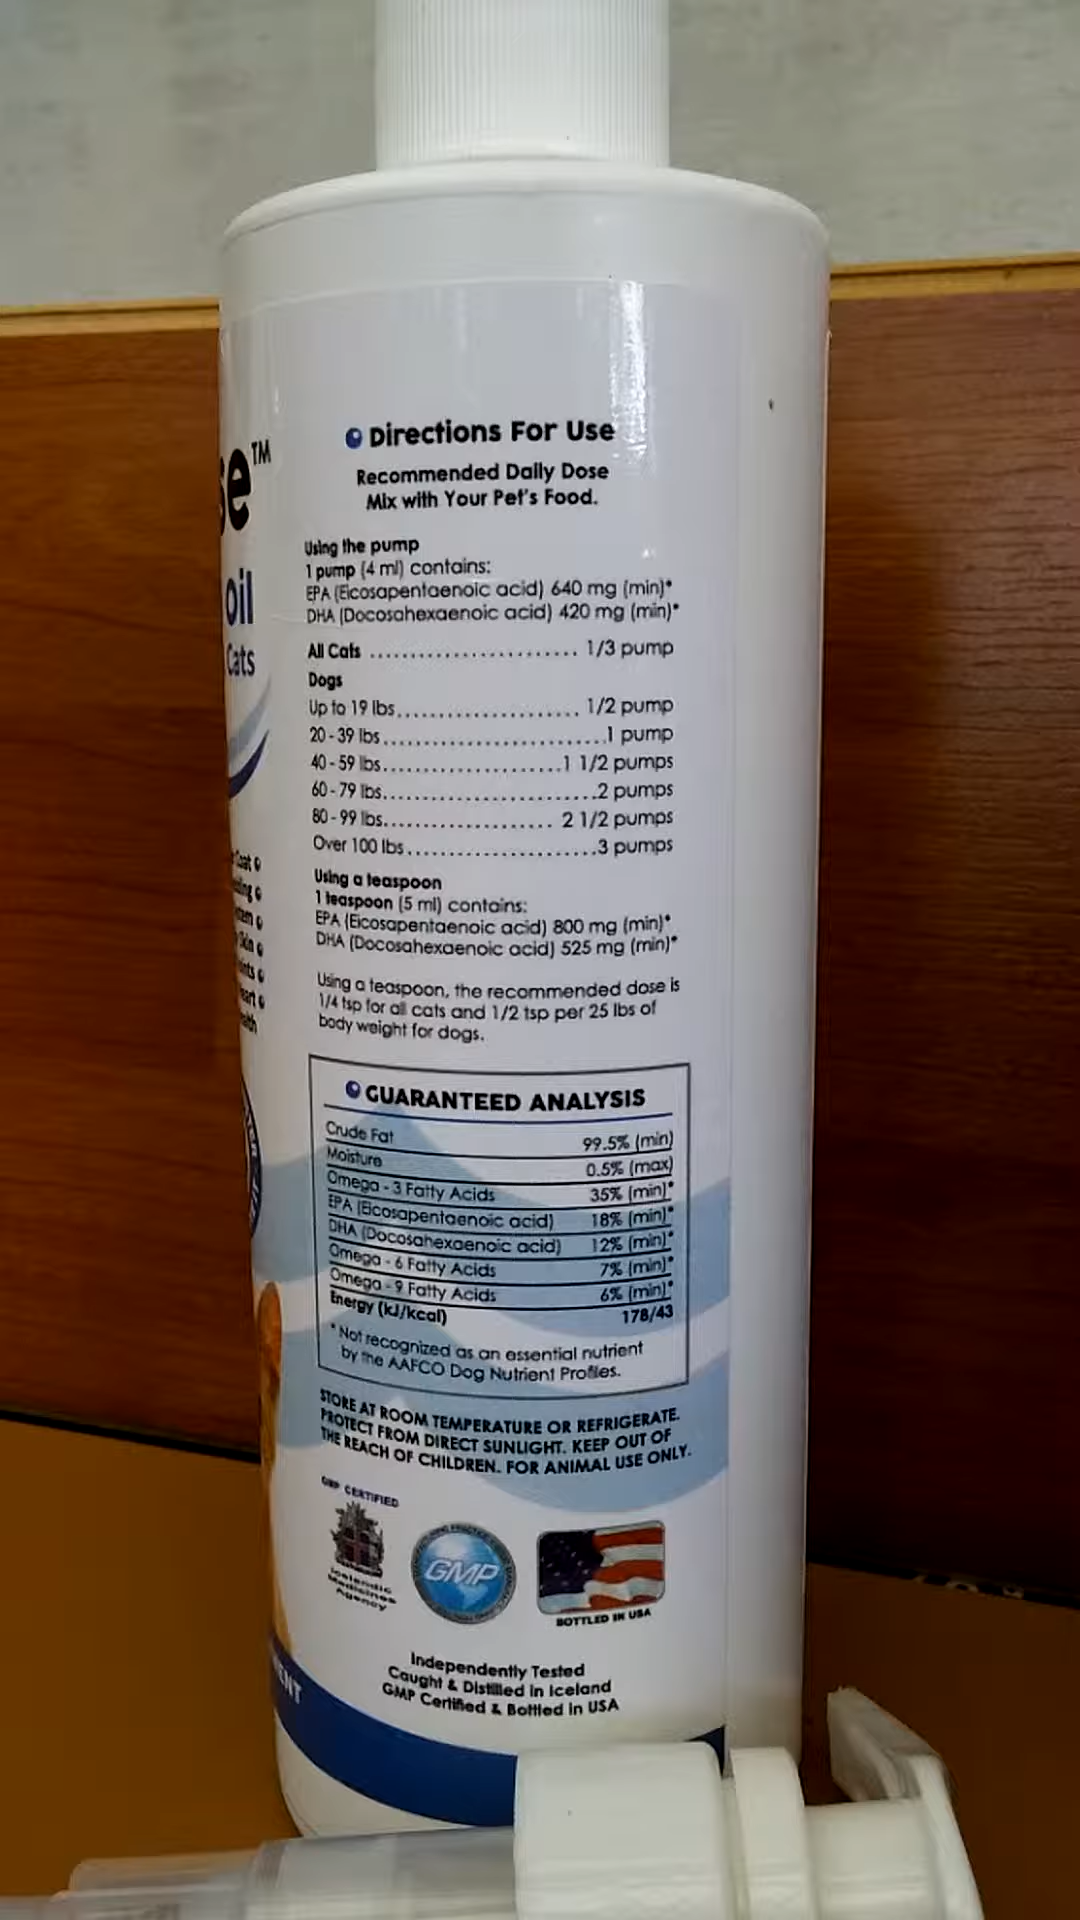 ™
Oil
Cats
Directions For Use
Recommended Daily Dose
Mix with Your Pet's Food.
Using the pump
1 pump (4 ml) contains:
EPA (Eicosapentaenoic acid) 640 mg (min)*
DHA (Docosahexaenoic acid) 420 mg (min)*
All Cats ......................... 1/3 pump
Dogs
Up to 19 lbs...................... 1/2 pump
20 - 39 lbs...........................1 pump
40 - 59 lbs.....................1 1/2 pumps
60 - 79 lbs..........................2 pumps
80 - 99 lbs.................... 2 1/2 pumps
Over 100 lbs.......................3 pumps
Using a teaspoon
1 teaspoon (5 ml) contains:
EPA (Eicosapentaenoic acid) 800 mg (min)*
DHA (Docosahexaenoic acid) 525 mg (min)*
Using a teaspoon, the recommended dose is
1/4 tsp for all cats and 1/2 tsp per 25 lbs of
body weight for dogs.
GUARANTEED ANALYSIS
Crude Fat 99.5% (min)
Moisture 0.5% (max)
Omega - 3 Fatty Acids 35% (min)*
EPA (Eicosapentaenoic acid) 18% (min)*
DHA (Docosahexaenoic acid) 12% (min)*
Omega - 6 Fatty Acids 7% (min)*
Omega - 9 Fatty Acids 6% (min)*
Energy (kJ/kcal) 178/43
* Not recognized as an essential nutrient
by the AAFCO Dog Nutrient Profiles.
STORE AT ROOM TEMPERATURE OR REFRIGERATE.
PROTECT FROM DIRECT SUNLIGHT. KEEP OUT OF
THE REACH OF CHILDREN. FOR ANIMAL USE ONLY.
GMP CERTIFIED
Icelandic
Medicines
Agency
GMP
BOTTLED IN USA
Independently Tested
Caught & Distilled in Iceland
GMP Certified & Bottled in USA